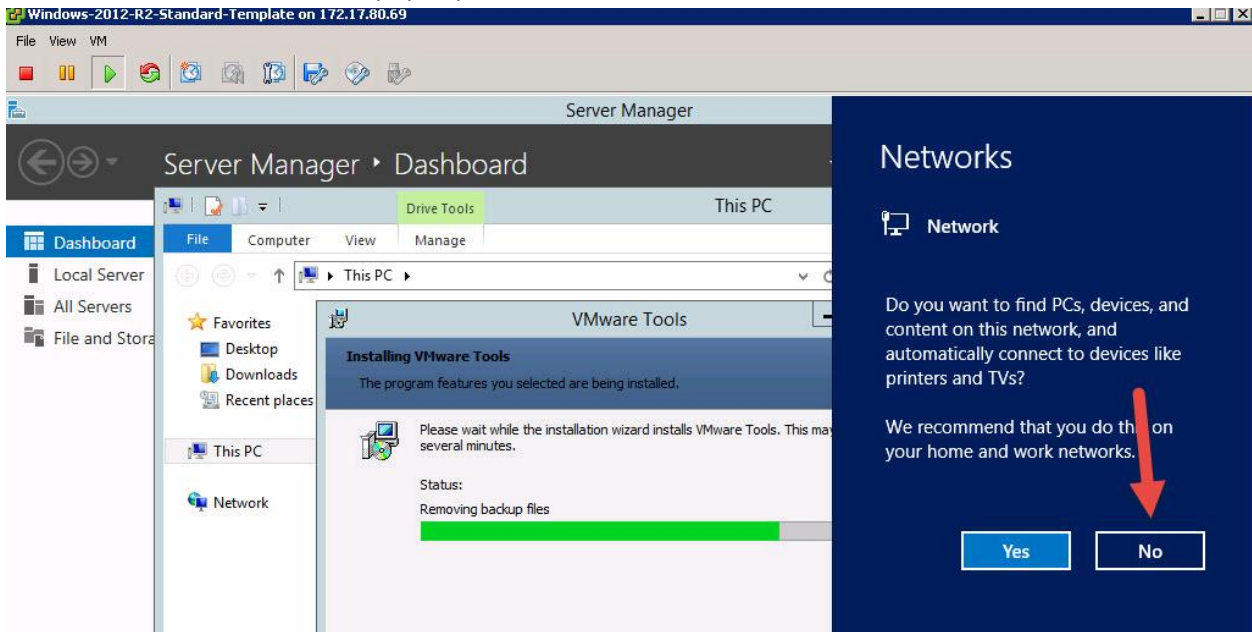 Windows-2012-R2-Standard-Template on 172.17.80.69
File View VM
Server Manager
Server Manager Dashboard
Drive Tools
This PC
File Computer View Manage
This PC
Dashboard
Local Server
All Servers
File and Stora
Favorites
Desktop
Downloads
Recent places
This PC
Network
VMware Tools
Installing VMware Tools
The program features you selected are being installed.
Please wait while the installation wizard installs VMware Tools. This may
several minutes.
Status:
Removing backup files
Networks
Network
Do you want to find PCs, devices, and
content on this network, and
automatically connect to devices like
printers and TVs?
We recommend that you do this on
your home and work networks.
Yes No